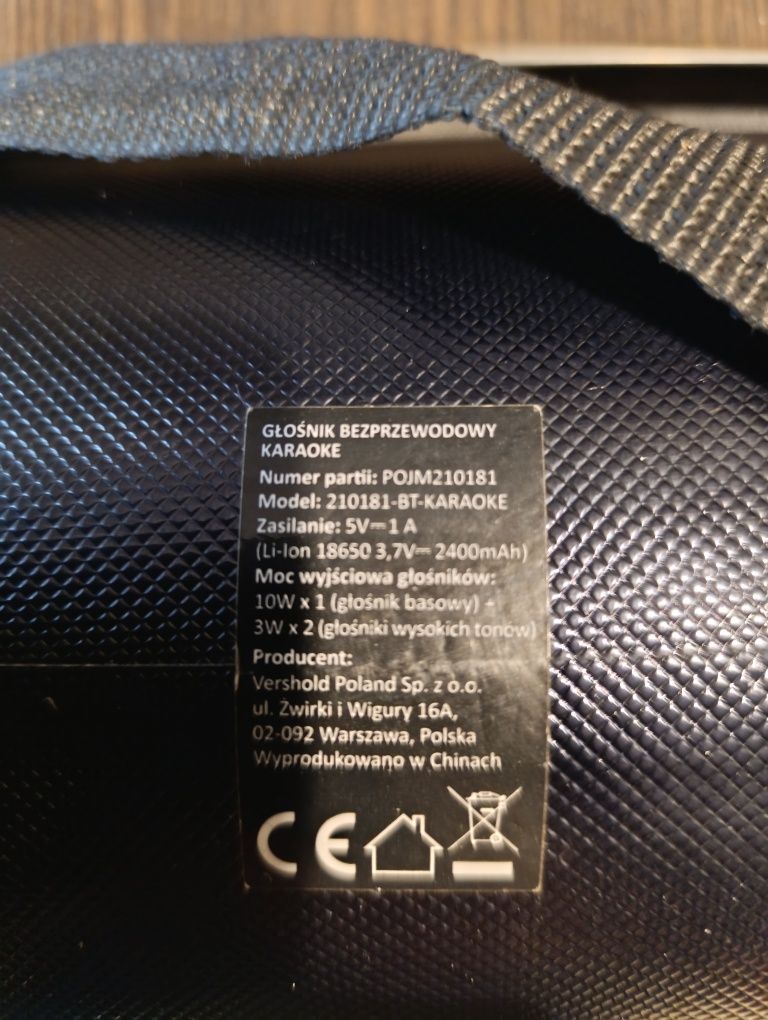 GŁOŚNIK BEZPRZEWODOWY
KARAOKE
Numer partii: POJM210181
Model: 210181-BT-KARAOKE
Zasilanie: 5V⎓1 A
(Li-Ion 18650 3,7V⎓ 2400mAh)
Moc wyjściowa głośników:
10W x 1 (głośnik basowy) +
3W x 2 (głośniki wysokich tonów)
Producent:
Vershold Poland Sp. z o.o.
ul. Żwirki i Wigury 16A,
02-092 Warszawa, Polska
Wyprodukowano w Chinach
CE